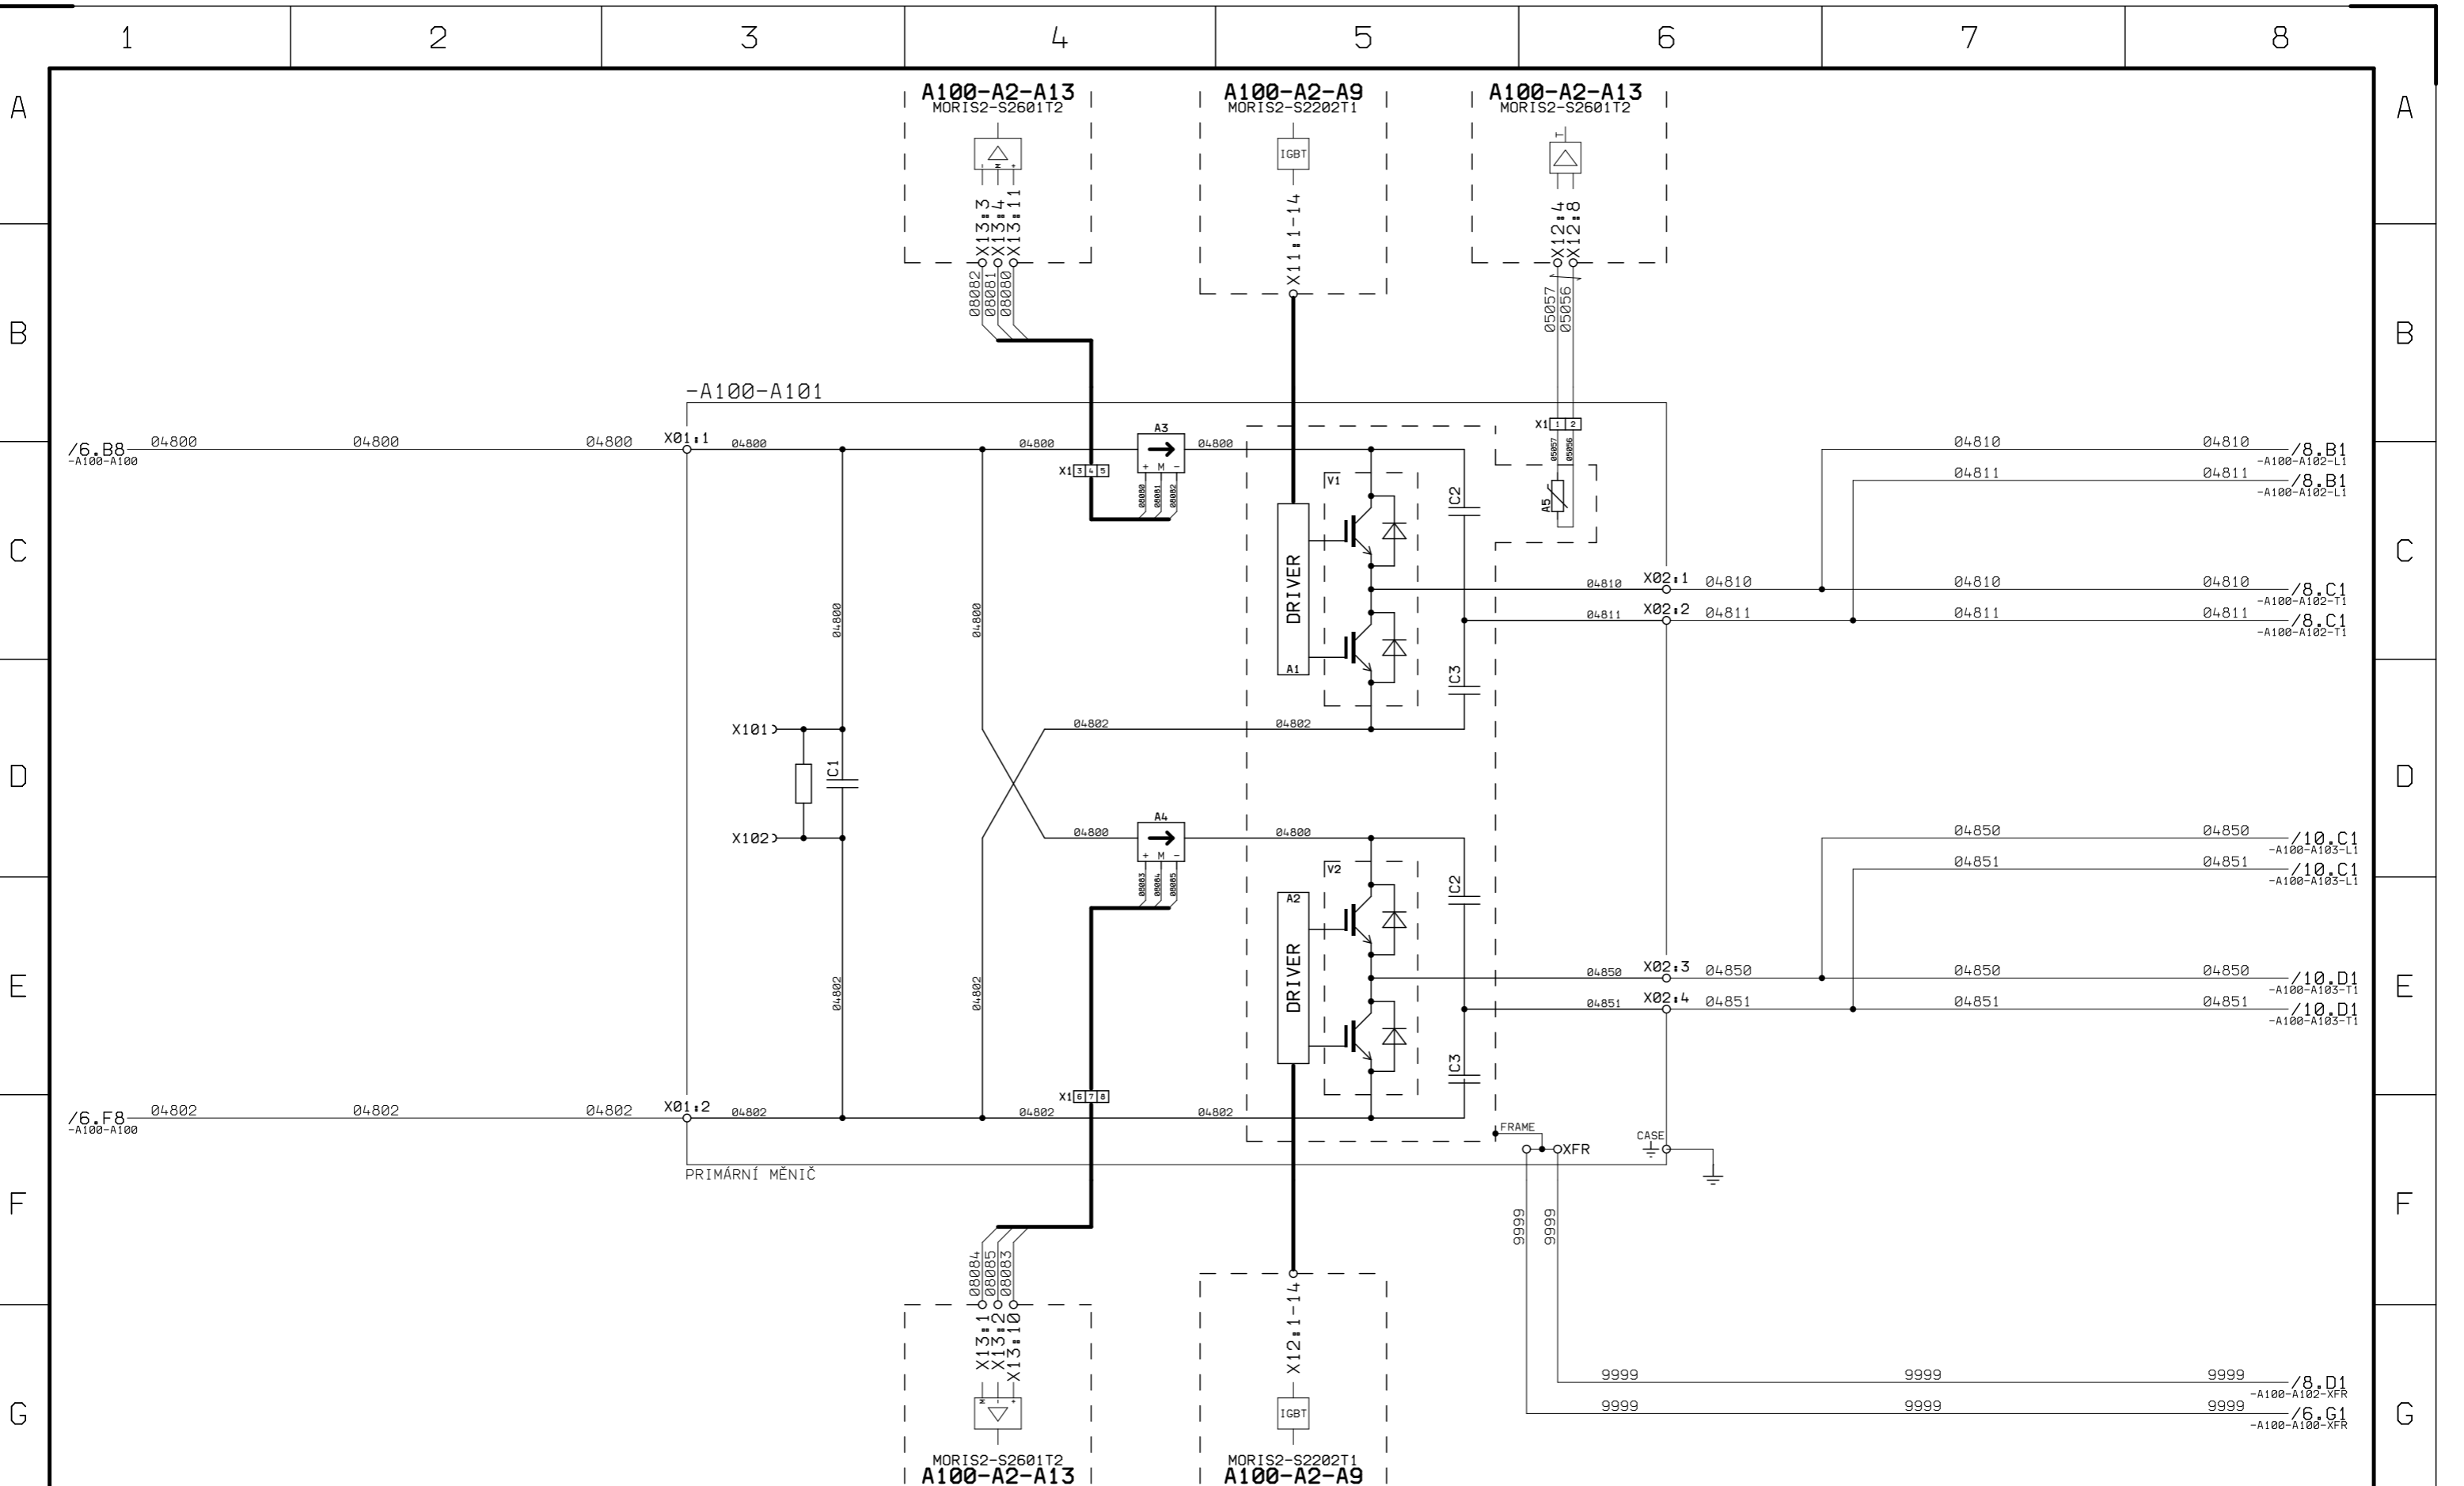 1 2 3 4 5 6 7 8
A A100-A2-A13 A100-A2-A9 A100-A2-A13 A
MORIS2-S2601T2 MORIS2-S2202T1 MORIS2-S2601T2
T
IGBT
- M +
X13:3 X13:4 X13:11 X11:1-14 X12:4 X12:8
08082 08081 08080 05057 05056
B B
-A100-A101
X1 1 2
A3
/6.B8 04800 04800 04800 X01:1 04800 04800 04800 05057 05056 04810 04810 /8.B1
-A100-A100 -A100-A102-L1
+ M -
X1 3 4 5
04811 04811 /8.B1
-A100-A102-L1
V1
08080 08081 08082
C2 A5
C C
DRIVER
04810 X02:1 04810 04810 04810 /8.C1
-A100-A102-T1
04800 04800
04811 X02:2 04811 04811 04811 /8.C1
-A100-A102-T1
A1 C3
X101 04802 04802
D C1 D
A4
X102 04800 04800 04850 04850 /10.C1
-A100-A103-L1
+ M -
V2 04851 04851 /10.C1
-A100-A103-L1
08083 08084 08085
A2 C2
E E
DRIVER
04850 X02:3 04850 04850 04850 /10.D1
-A100-A103-T1
04802 04802
04851 X02:4 04851 04851 04851 /10.D1
-A100-A103-T1
C3
X1 6 7 8
/6.F8 04802 04802 04802 X01:2 04802 04802 04802
-A100-A100
FRAME CASE
XFR
PRIMÁRNÍ MĚNIČ
F F
9999 9999
08084 08085 08083
X13:1 X13:2 X13:10 X12:1-14
9999 9999 9999 /8.D1
-A100-A102-XFR
M - +
G IGBT 9999 9999 9999 /6.G1 G
-A100-A100-XFR
MORIS2-S2601T2 MORIS2-S2202T1
A100-A2-A13 A100-A2-A9